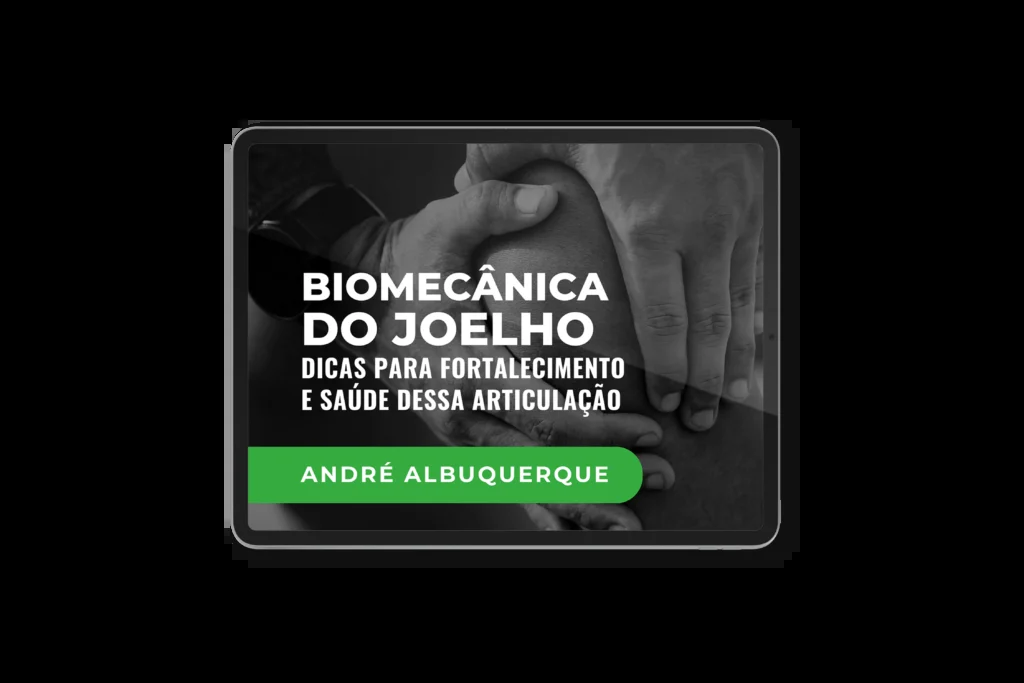 BIOMECÂNICA
DO JOELHO
DICAS PARA FORTALECIMENTO
E SAÚDE DESSA ARTICULAÇÃO
ANDRÉ ALBUQUERQUE